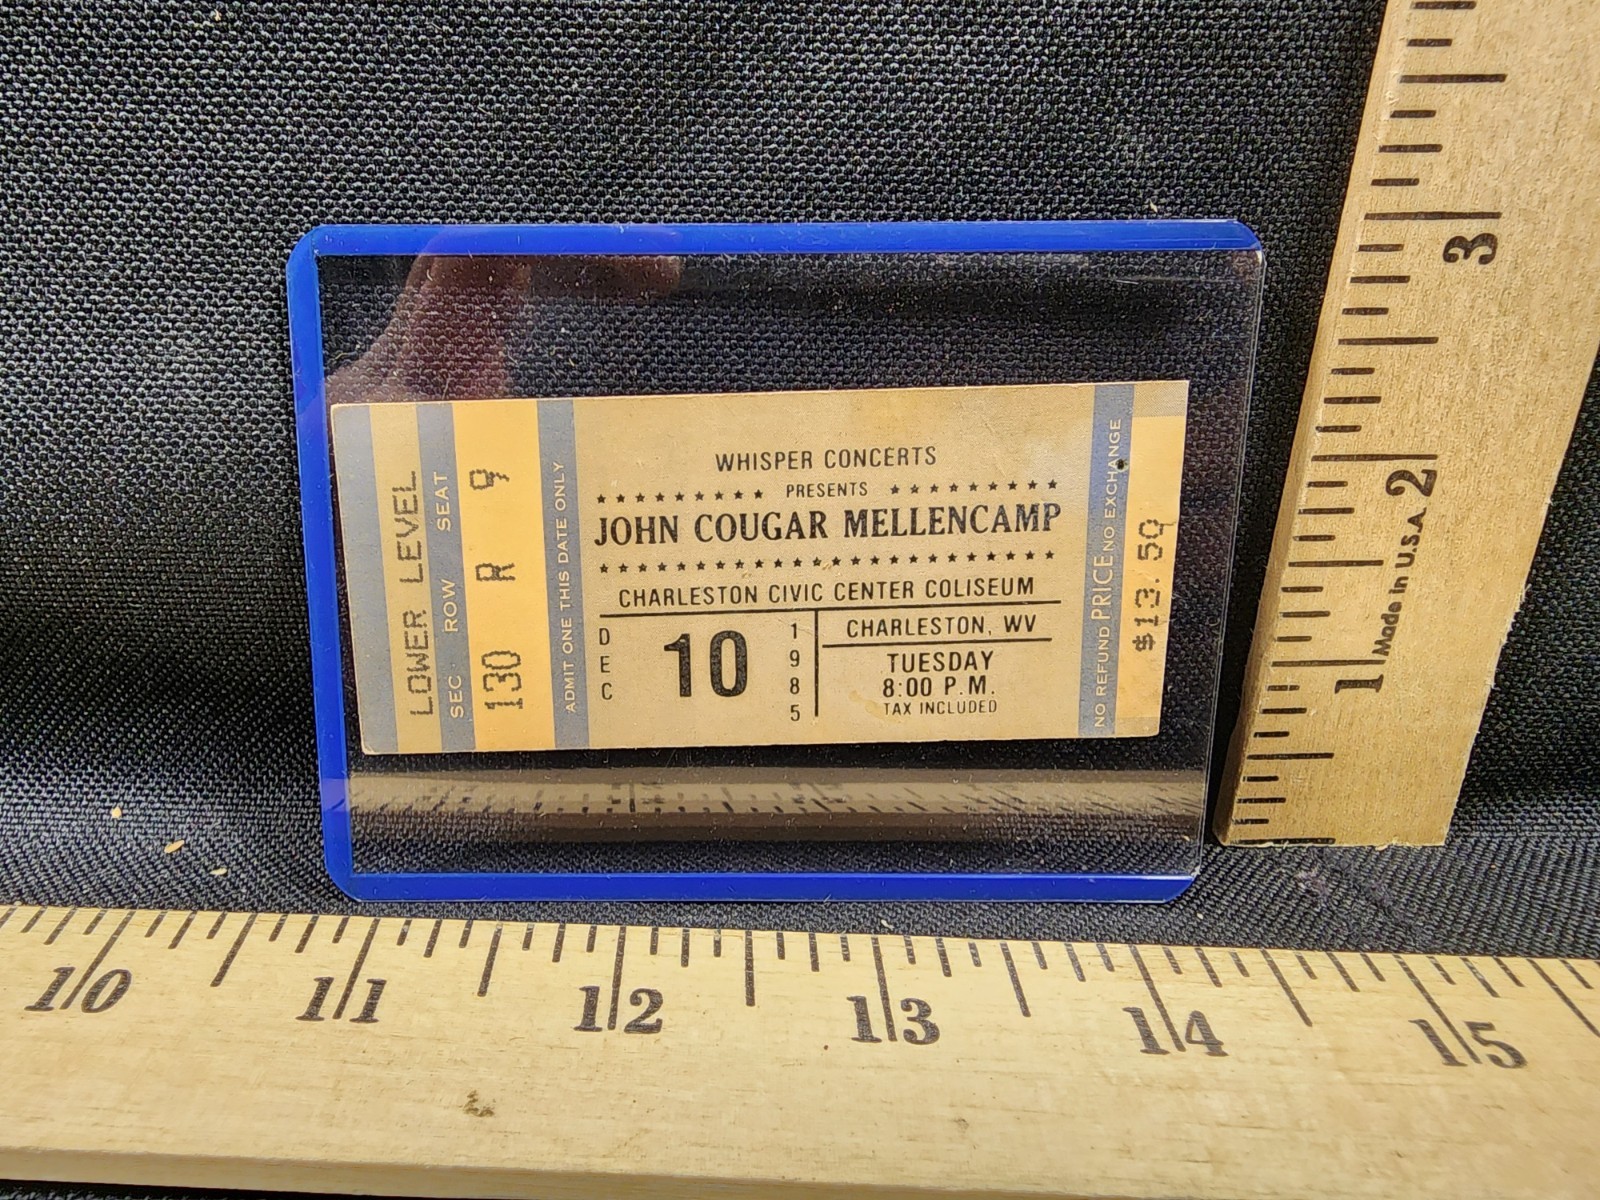 LOWER LEVEL
SEC ROW SEAT
130 R 9
ADMIT ONE THIS DATE ONLY
WHISPER CONCERTS
★★★★★★★★★ PRESENTS ★★★★★★★★★
JOHN COUGAR MELLENCAMP
CHARLESTON CIVIC CENTER COLISEUM
DEC 10 1985
CHARLESTON, WV
TUESDAY
8:00 P.M.
TAX INCLUDED
NO REFUND PRICE NO EXCHANGE
$13.50
3
2
1
Made in U.S.A.
10 11 12 13 14 15